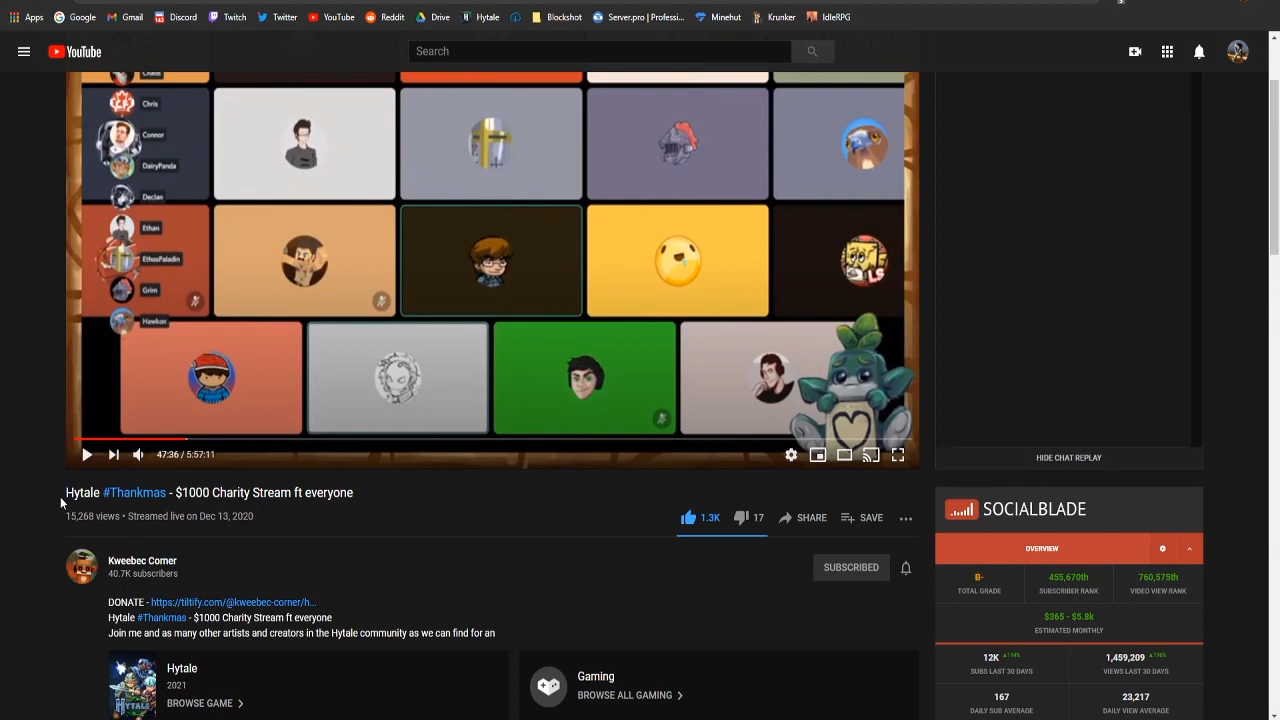 Apps Google Gmail Discord Twitch Twitter YouTube Reddit Drive Hytale Blockshot Server.pro | Professi... Minehut Krunker IdleRPG
YouTube
Search
Chris
Connor
DairyPanda
Declan
Ethan
EthosPaladin
Grim
Hawkon
47:36 / 5:57:11
HIDE CHAT REPLAY
Hytale #Thankmas - $1000 Charity Stream ft everyone
15,268 views • Streamed live on Dec 13, 2020
1.3K 17 SHARE SAVE
Kweebec Corner
40.7K subscribers
SUBSCRIBED
DONATE - https://tiltify.com/@kweebec-corner/h...
Hytale #Thankmas - $1000 Charity Stream ft everyone
Join me and as many other artists and creators in the Hytale community as we can find for an
Hytale
2021
BROWSE GAME
Gaming
BROWSE ALL GAMING
SOCIALBLADE
OVERVIEW
B- 455,670th 760,575th
TOTAL GRADE SUBSCRIBER RANK VIDEO VIEW RANK
$365 - $5.8k
ESTIMATED MONTHLY
12K 114% 1,459,209 116%
SUBS LAST 30 DAYS VIEWS LAST 30 DAYS
167 23,217
DAILY SUB AVERAGE DAILY VIEW AVERAGE